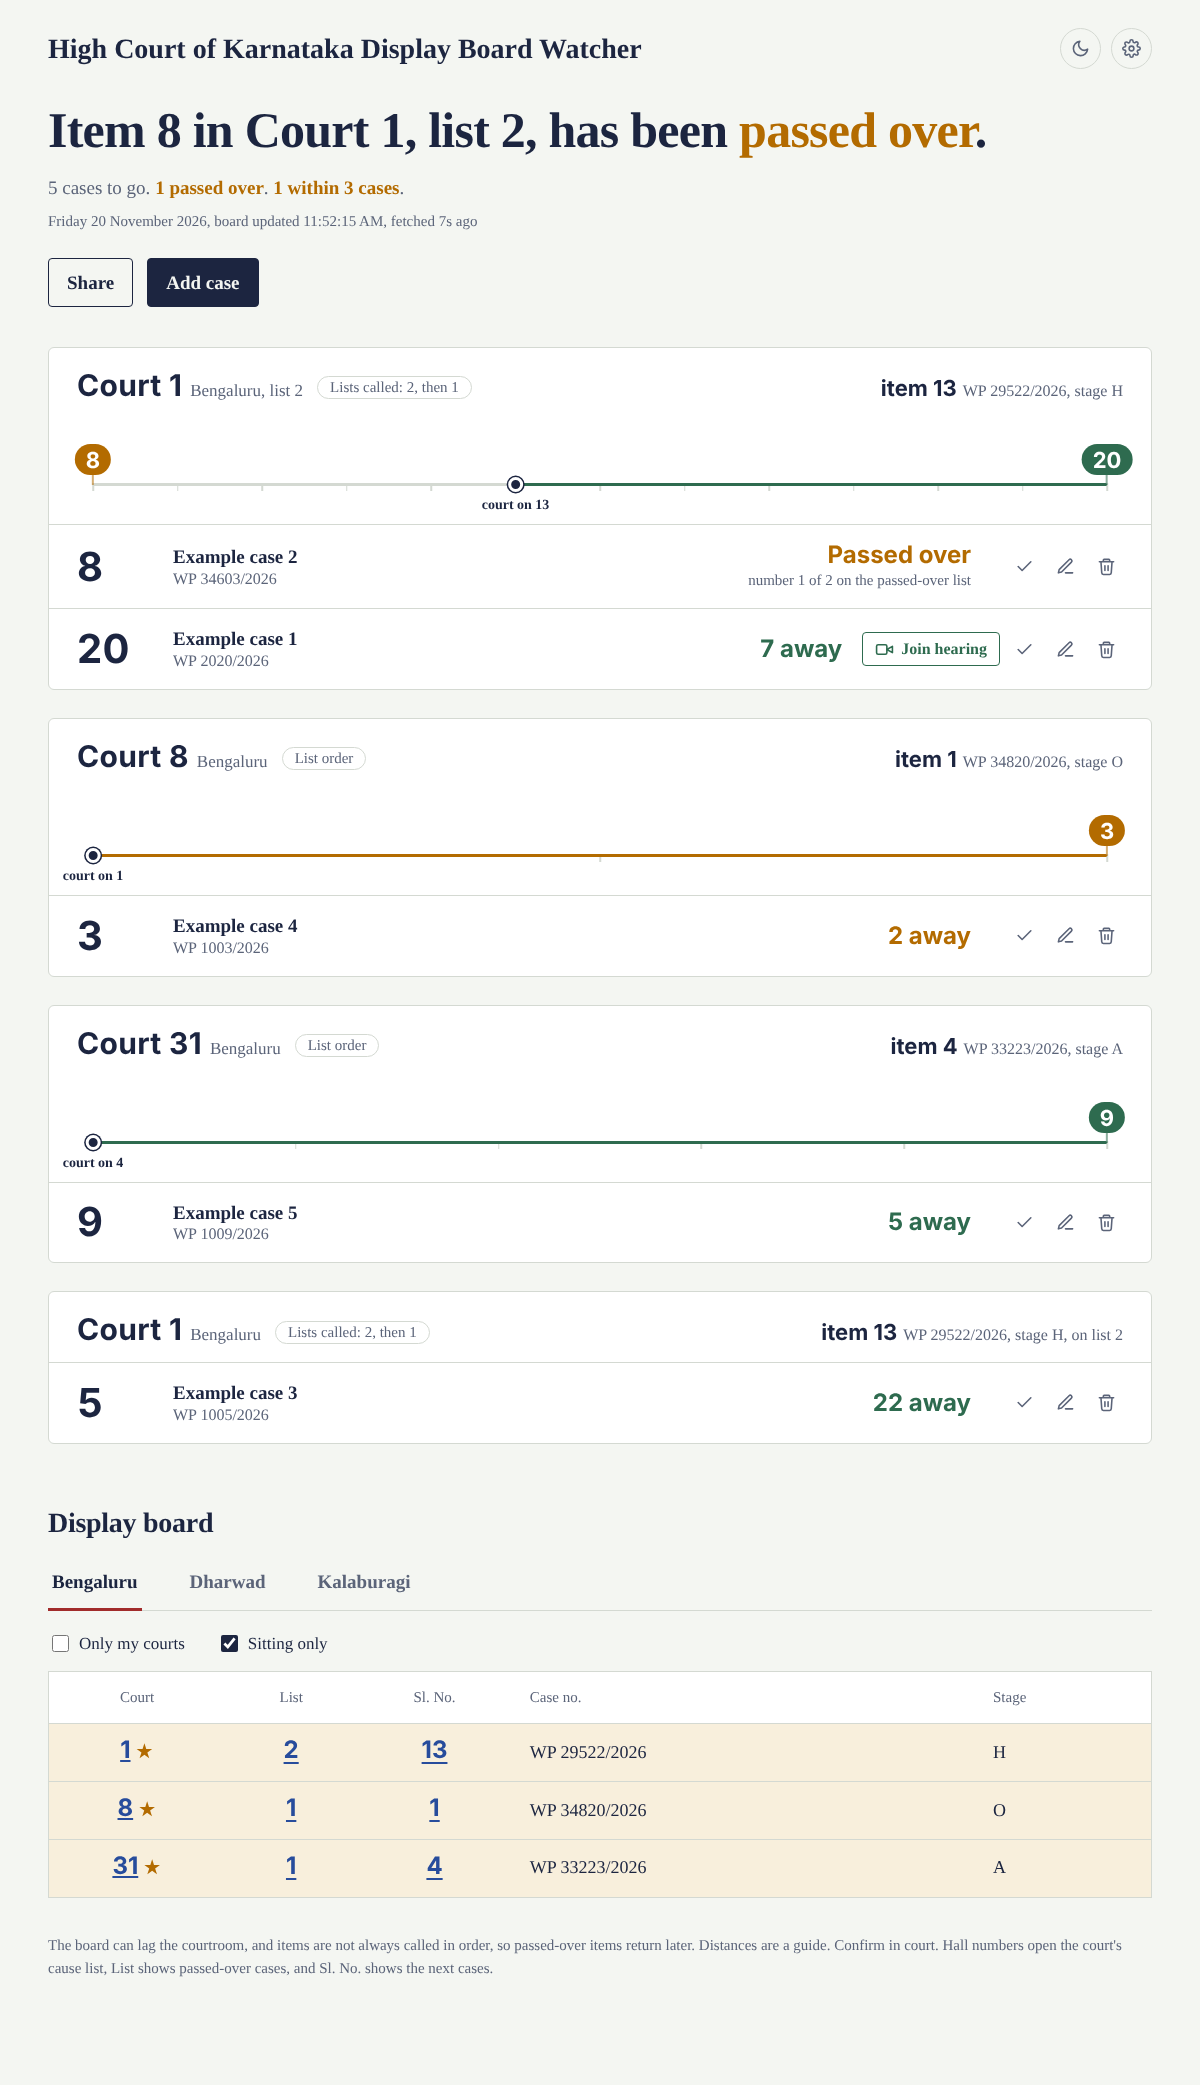 High Court of Karnataka Display Board Watcher
Item 8 in Court 1, list 2, has been passed over.
5 cases to go. 1 passed over. 1 within 3 cases.
Friday 20 November 2026, board updated 11:52:15 AM, fetched 7s ago
Share Add case
Court 1 Bengaluru, list 2 Lists called: 2, then 1 item 13 WP 29522/2026, stage H
8 20
court on 13
8 Example case 2 Passed over
WP 34603/2026 number 1 of 2 on the passed-over list
20 Example case 1 7 away Join hearing
WP 2020/2026
Court 8 Bengaluru List order item 1 WP 34820/2026, stage O
3
court on 1
3 Example case 4 2 away
WP 1003/2026
Court 31 Bengaluru List order item 4 WP 33223/2026, stage A
9
court on 4
9 Example case 5 5 away
WP 1009/2026
Court 1 Bengaluru Lists called: 2, then 1 item 13 WP 29522/2026, stage H, on list 2
5 Example case 3 22 away
WP 1005/2026
Display board
Bengaluru Dharwad Kalaburagi
Only my courts Sitting only
Court List Sl. No. Case no. Stage
1 ★ 2 13 WP 29522/2026 H
8 ★ 1 1 WP 34820/2026 O
31 ★ 1 4 WP 33223/2026 A
The board can lag the courtroom, and items are not always called in order, so passed-over items return later. Distances are a guide. Confirm in court. Hall numbers open the court's
cause list, List shows passed-over cases, and Sl. No. shows the next cases.